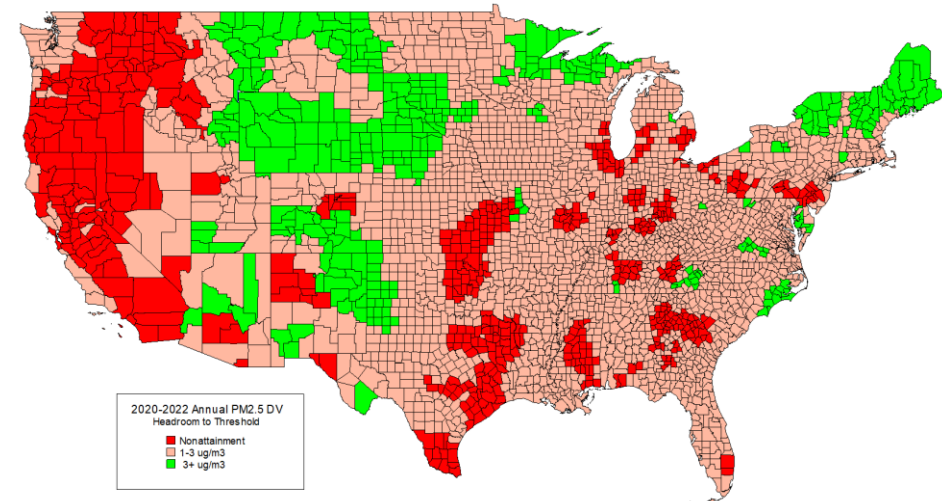 2020-2022 Annual PM2.5 DV
Headroom to Threshold
Nonattainment
1-3 ug/m3
3+ ug/m3